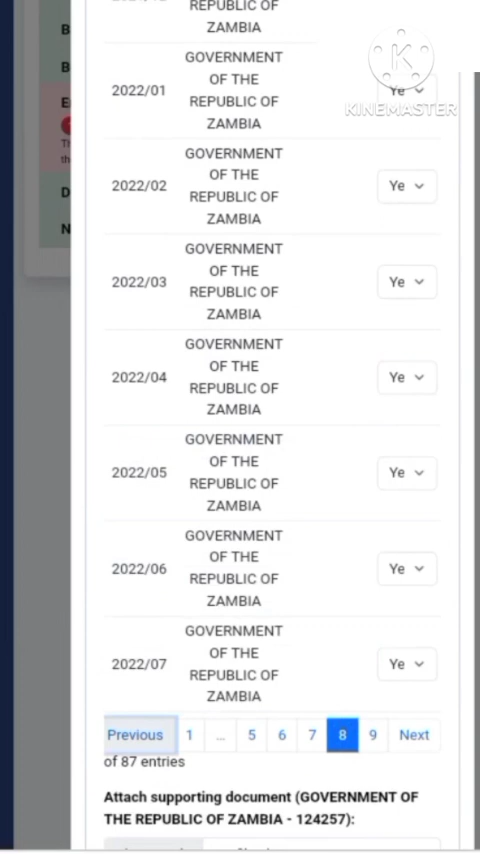 REPUBLIC OF
ZAMBIA
GOVERNMENT
OF THE
2022/01
REPUBLIC OF
ZAMBIA
Ye
K
KINEMASTER
GOVERNMENT
OF THE
2022/02
REPUBLIC OF
ZAMBIA
Ye
GOVERNMENT
OF THE
2022/03
REPUBLIC OF
ZAMBIA
Ye
GOVERNMENT
OF THE
2022/04
REPUBLIC OF
ZAMBIA
Ye
GOVERNMENT
OF THE
2022/05
REPUBLIC OF
ZAMBIA
Ye
GOVERNMENT
OF THE
2022/06
REPUBLIC OF
ZAMBIA
Ye
GOVERNMENT
OF THE
2022/07
REPUBLIC OF
ZAMBIA
Ye
Previous 1 ... 5 6 7 8 9 Next
of 87 entries
Attach supporting document (GOVERNMENT OF
THE REPUBLIC OF ZAMBIA - 124257):